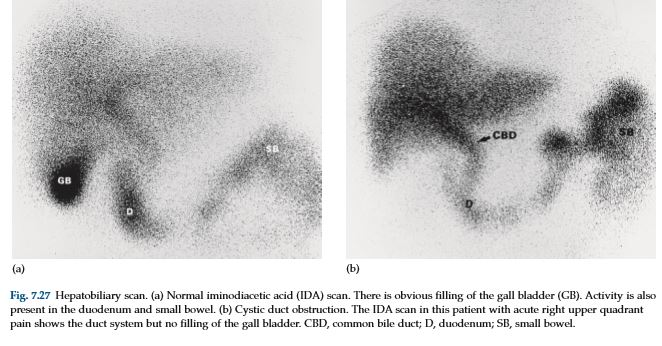 GB
D
SB
CBD
D
SB
(a)
(b)
Fig. 7.27 Hepatobiliary scan. (a) Normal iminodiacetic acid (IDA) scan. There is obvious filling of the gall bladder (GB). Activity is also
present in the duodenum and small bowel. (b) Cystic duct obstruction. The IDA scan in this patient with acute right upper quadrant
pain shows the duct system but no filling of the gall bladder. CBD, common bile duct; D, duodenum; SB, small bowel.